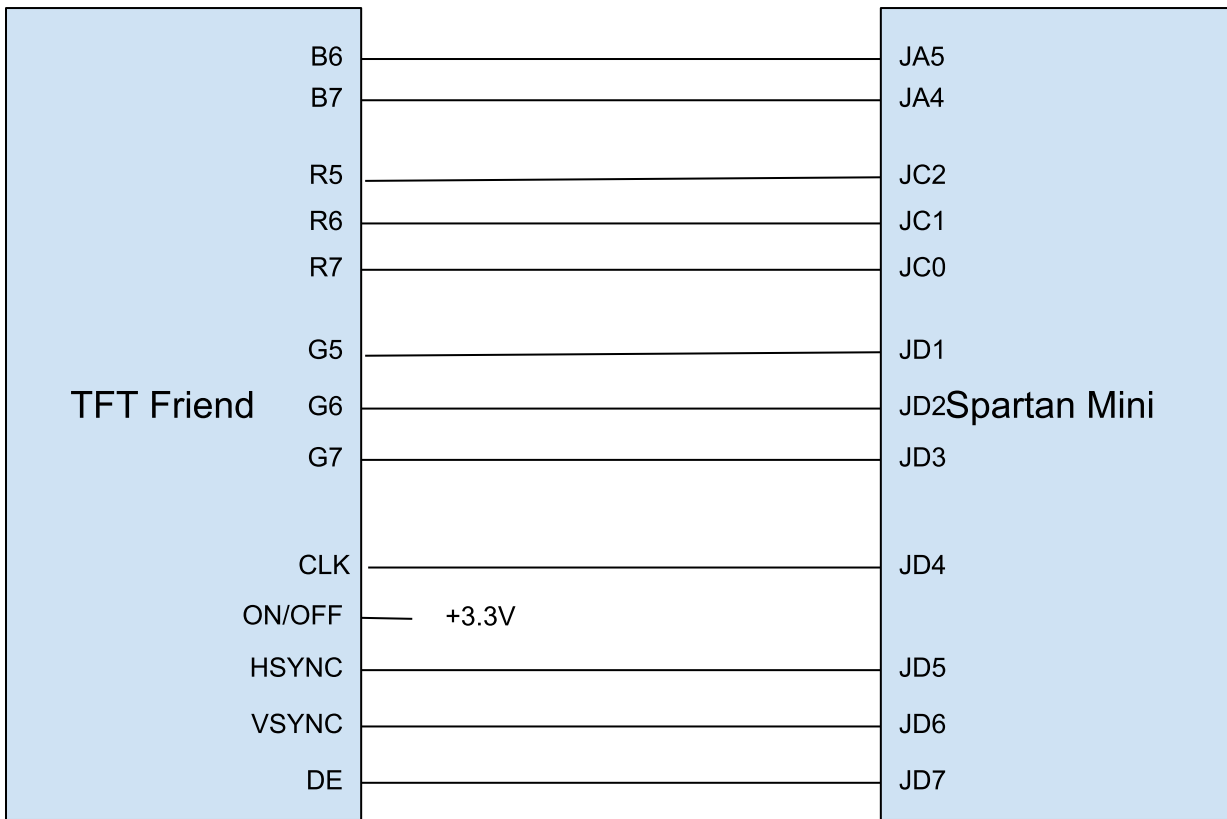 B6 JA5
B7 JA4
R5 JC2
R6 JC1
R7 JC0
G5 JD1
TFT Friend G6 JD2 Spartan Mini
G7 JD3
CLK JD4
ON/OFF +3.3V
HSYNC JD5
VSYNC JD6
DE JD7